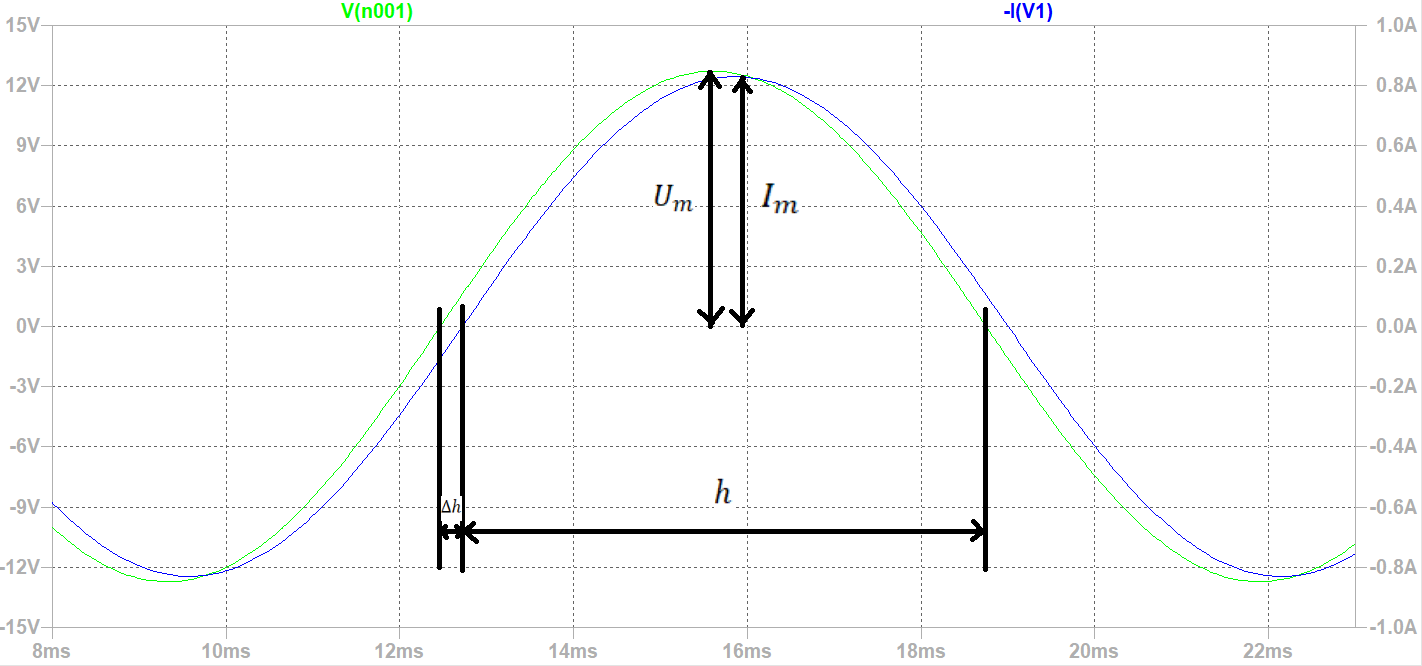 V(n001) -I(V1)
15V 1.0A
12V 0.8A
9V 0.6A
6V Um Im 0.4A
3V 0.2A
0V 0.0A
-3V -0.2A
-6V -0.4A
h
-9V Δh -0.6A
-12V -0.8A
-15V -1.0A
8ms 10ms 12ms 14ms 16ms 18ms 20ms 22ms